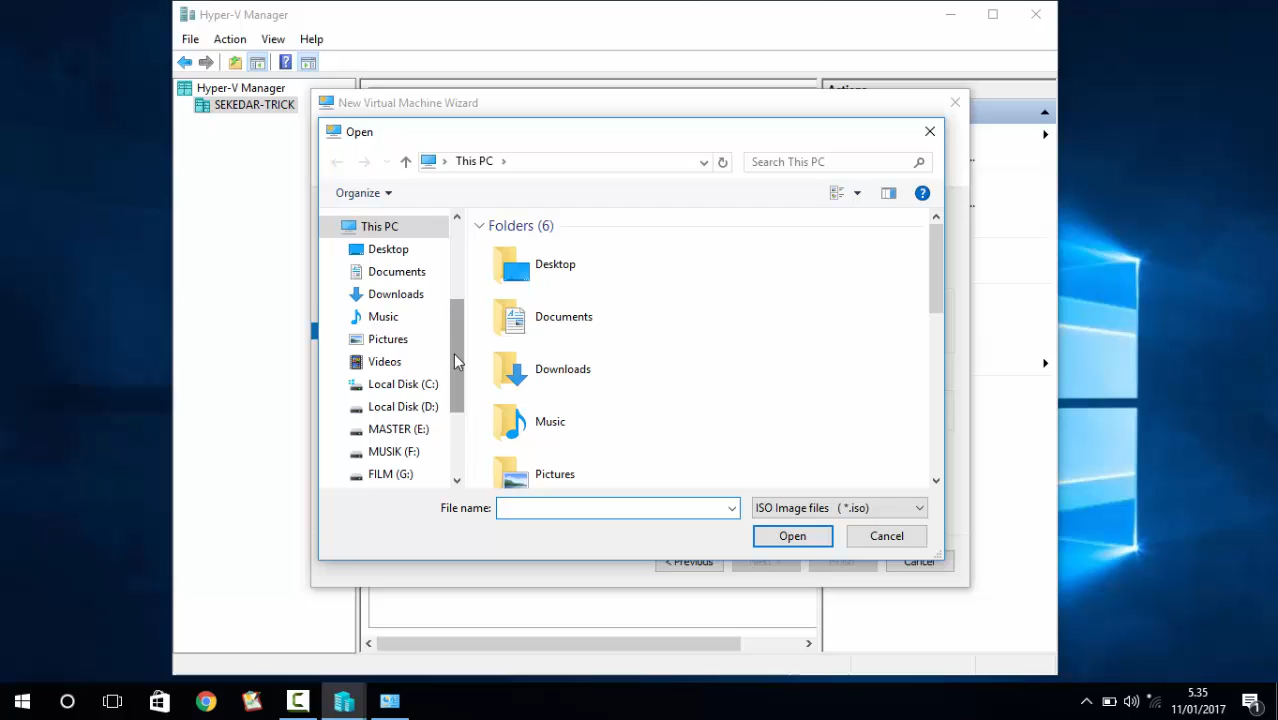 Hyper-V Manager
File Action View Help
Hyper-V Manager
SEKEDAR-TRICK
Actions
New Virtual Machine Wizard
Open
This PC
Search This PC
Organize
This PC
Desktop
Documents
Downloads
Music
Pictures
Videos
Local Disk (C:)
Local Disk (D:)
MASTER (E:)
MUSIK (F:)
FILM (G:)
Folders (6)
Desktop
Documents
Downloads
Music
Pictures
File name:
ISO Image files ( *.iso)
Open Cancel
< Previous Cancel
5.35
11/01/2017
1